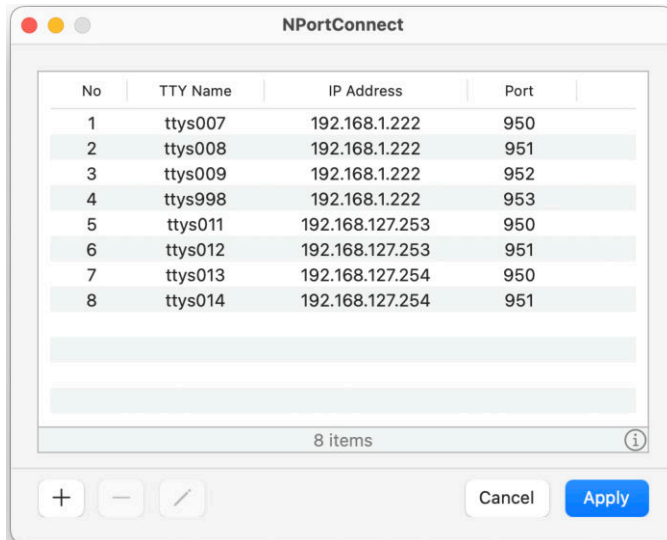 NPortConnect
No TTY Name IP Address Port
1 ttys007 192.168.1.222 950
2 ttys008 192.168.1.222 951
3 ttys009 192.168.1.222 952
4 ttys998 192.168.1.222 953
5 ttys011 192.168.127.253 950
6 ttys012 192.168.127.253 951
7 ttys013 192.168.127.254 950
8 ttys014 192.168.127.254 951
8 items
Cancel Apply